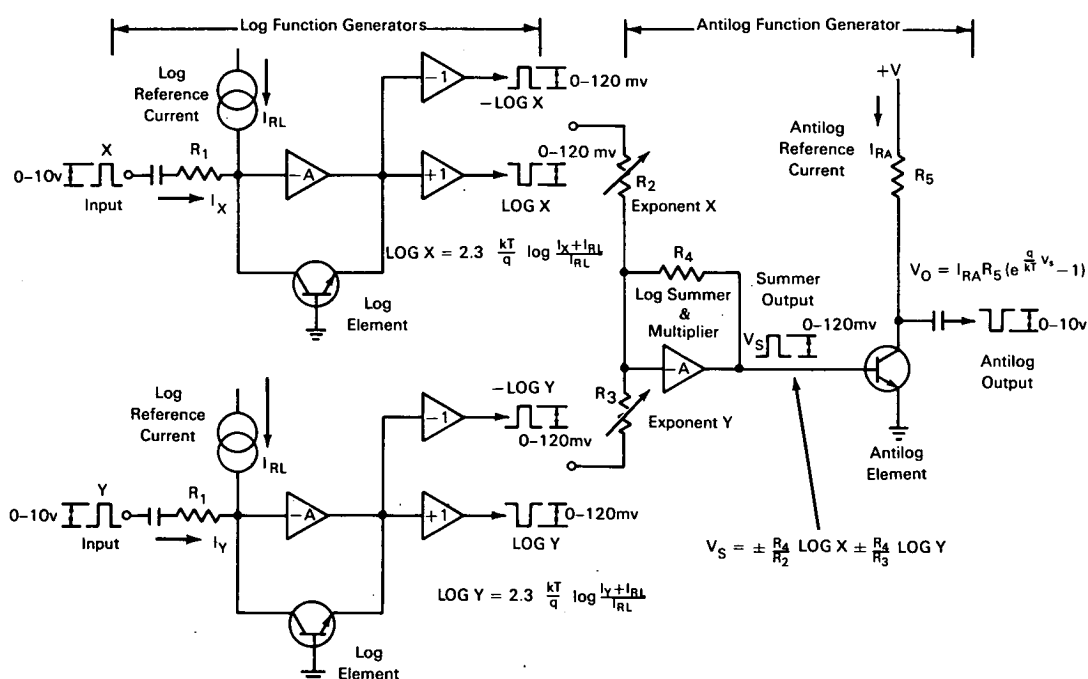 Log Function Generators
Antilog Function Generator
Log
Reference
Current
I_RL
-1
0–120 mv
-LOG X
X
0–10v
Input
R1
I_X
-A
+1
0–120 mv
LOG X
LOG X = 2.3 kT/q log I_X+I_RL/I_RL
Log
Element
R2
Exponent X
R4
Log Summer
&
Multiplier
-A
R3
Exponent Y
Summer
Output
0–120mv
V_S
+V
Antilog
Reference
Current
I_RA
R5
V_O = I_RA R5 (e^(q/kT V_s) -1)
0–10v
Antilog
Output
Antilog
Element
V_S = ± R4/R2 LOG X ± R4/R3 LOG Y
Log
Reference
Current
I_RL
-1
-LOG Y
0–120mv
Y
0–10v
Input
R1
I_Y
-A
+1
0–120mv
LOG Y
LOG Y = 2.3 kT/q log I_Y+I_RL/I_RL
Log
Element